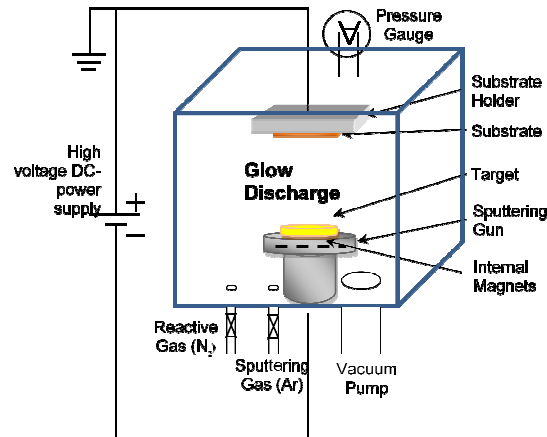 Pressure
Gauge
Substrate
Holder
Substrate
High
voltage DC-
power
supply
+
−
Glow
Discharge
Target
Sputtering
Gun
Internal
Magnets
Reactive
Gas (N2)
Sputtering
Gas (Ar)
Vacuum
Pump